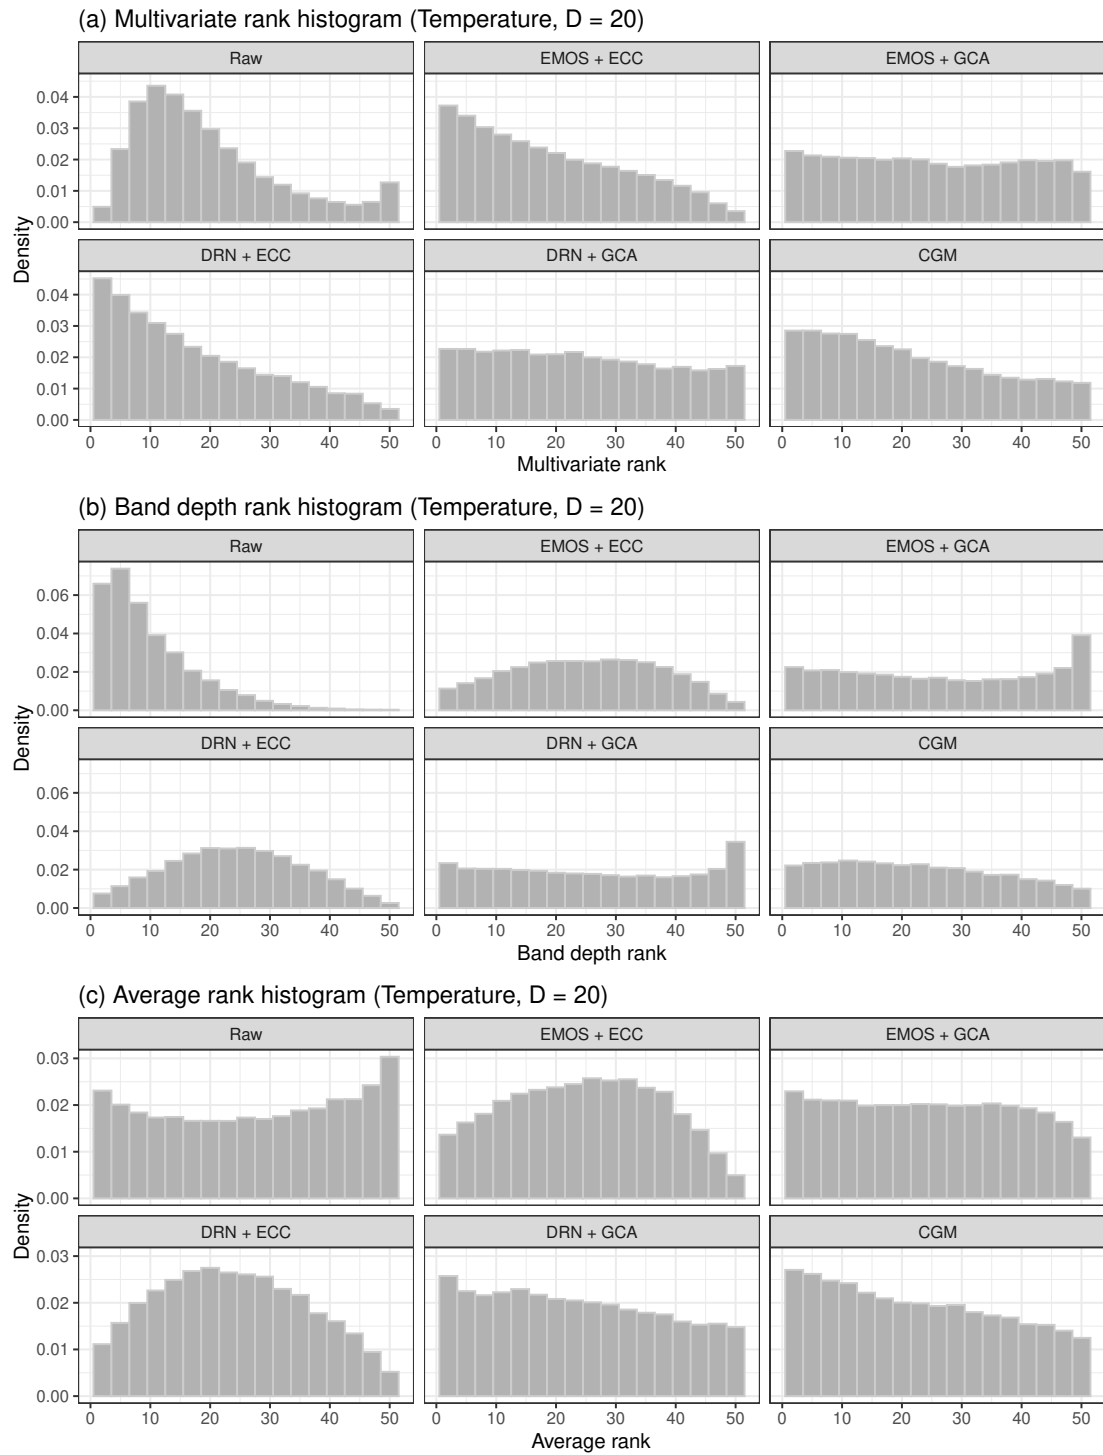 (a) Multivariate rank histogram (Temperature, D = 20)
Raw EMOS + ECC EMOS + GCA
0.04
0.03
0.02
0.01
0.00
DRN + ECC DRN + GCA CGM
0.04
0.03
0.02
0.01
0.00
Density
0 10 20 30 40 50 0 10 20 30 40 50 0 10 20 30 40 50
Multivariate rank
(b) Band depth rank histogram (Temperature, D = 20)
Raw EMOS + ECC EMOS + GCA
0.06
0.04
0.02
0.00
DRN + ECC DRN + GCA CGM
0.06
0.04
0.02
0.00
Density
0 10 20 30 40 50 0 10 20 30 40 50 0 10 20 30 40 50
Band depth rank
(c) Average rank histogram (Temperature, D = 20)
Raw EMOS + ECC EMOS + GCA
0.03
0.02
0.01
0.00
DRN + ECC DRN + GCA CGM
0.03
0.02
0.01
0.00
Density
0 10 20 30 40 50 0 10 20 30 40 50 0 10 20 30 40 50
Average rank